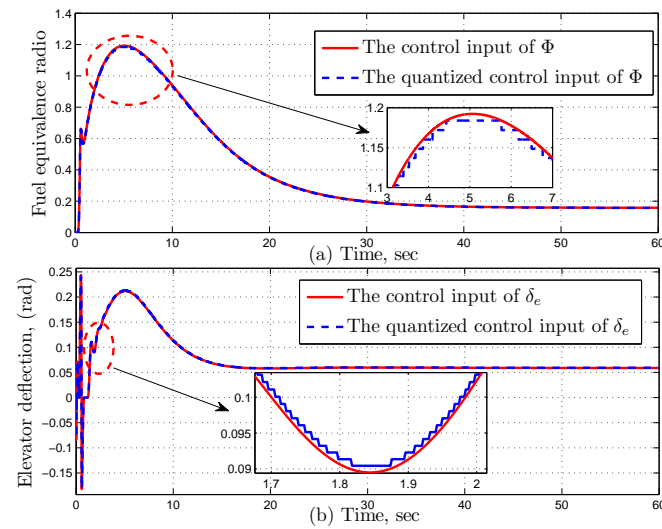 1.4
1.2
1
0.8
0.6
0.4
0.2
0
Fuel equivalence radio
The control input of Φ
The quantized control input of Φ
1.2
1.15
1.1
3 4 5 6 7
0 10 20 30 40 50 60
(a) Time, sec
0.25
0.2
0.15
0.1
0.05
0
−0.05
−0.1
−0.15
Elevator deflection, (rad)
The control input of δe
The quantized control input of δe
0.1
0.095
0.09
1.7 1.8 1.9 2
0 10 20 30 40 50 60
(b) Time, sec